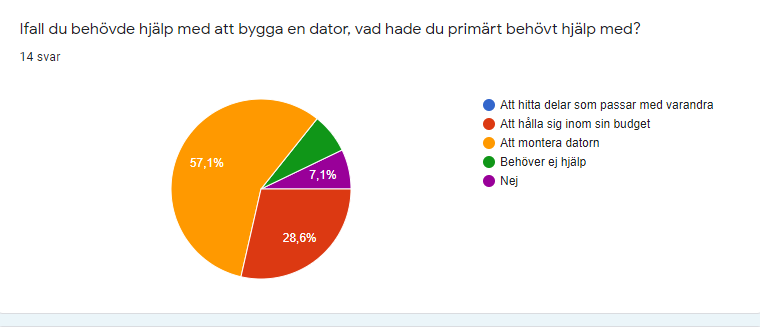 Ifall du behövde hjälp med att bygga en dator, vad hade du primärt behövt hjälp med?
14 svar
57,1%
7,1%
28,6%
Att hitta delar som passar med varandra
Att hålla sig inom sin budget
Att montera datorn
Behöver ej hjälp
Nej